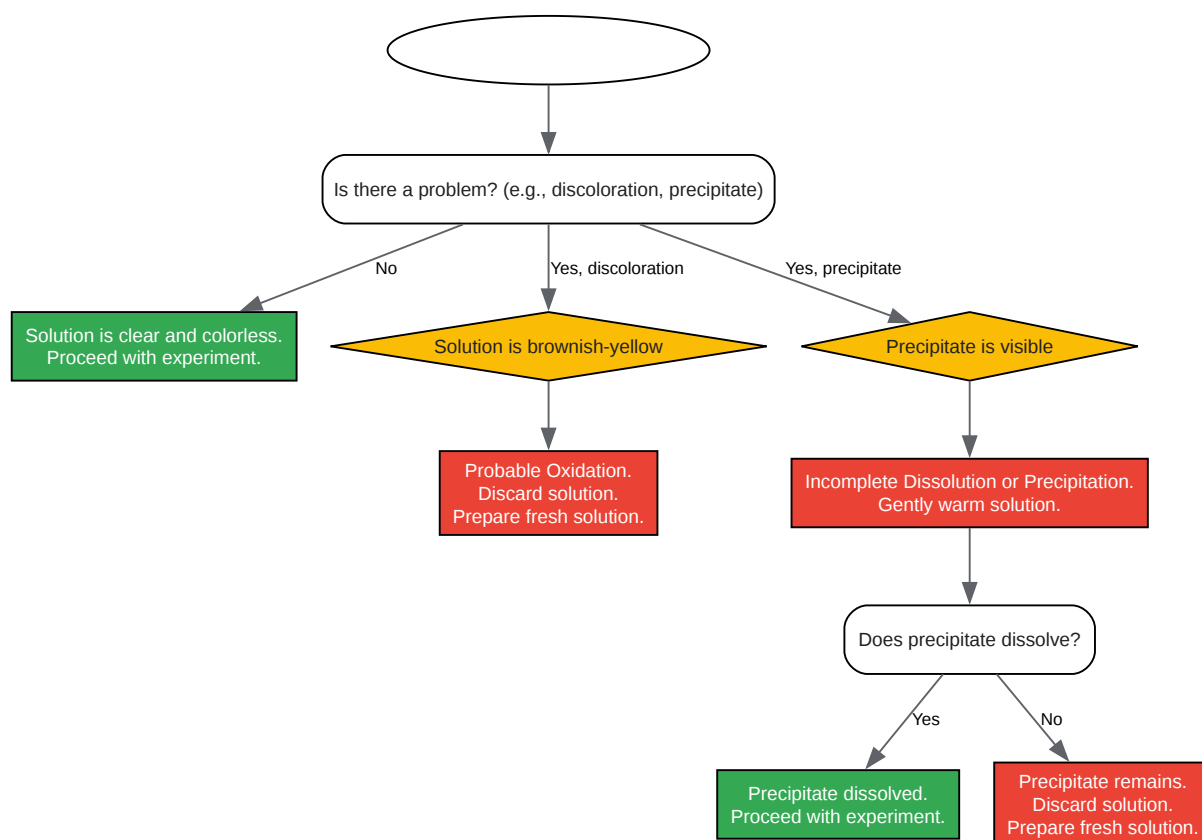 Is there a problem? (e.g., discoloration, precipitate)
No
Yes, discoloration
Yes, precipitate
Solution is clear and colorless.
Proceed with experiment.
Solution is brownish-yellow
Precipitate is visible
Probable Oxidation.
Discard solution.
Prepare fresh solution.
Incomplete Dissolution or Precipitation.
Gently warm solution.
Does precipitate dissolve?
Yes
No
Precipitate dissolved.
Proceed with experiment.
Precipitate remains.
Discard solution.
Prepare fresh solution.